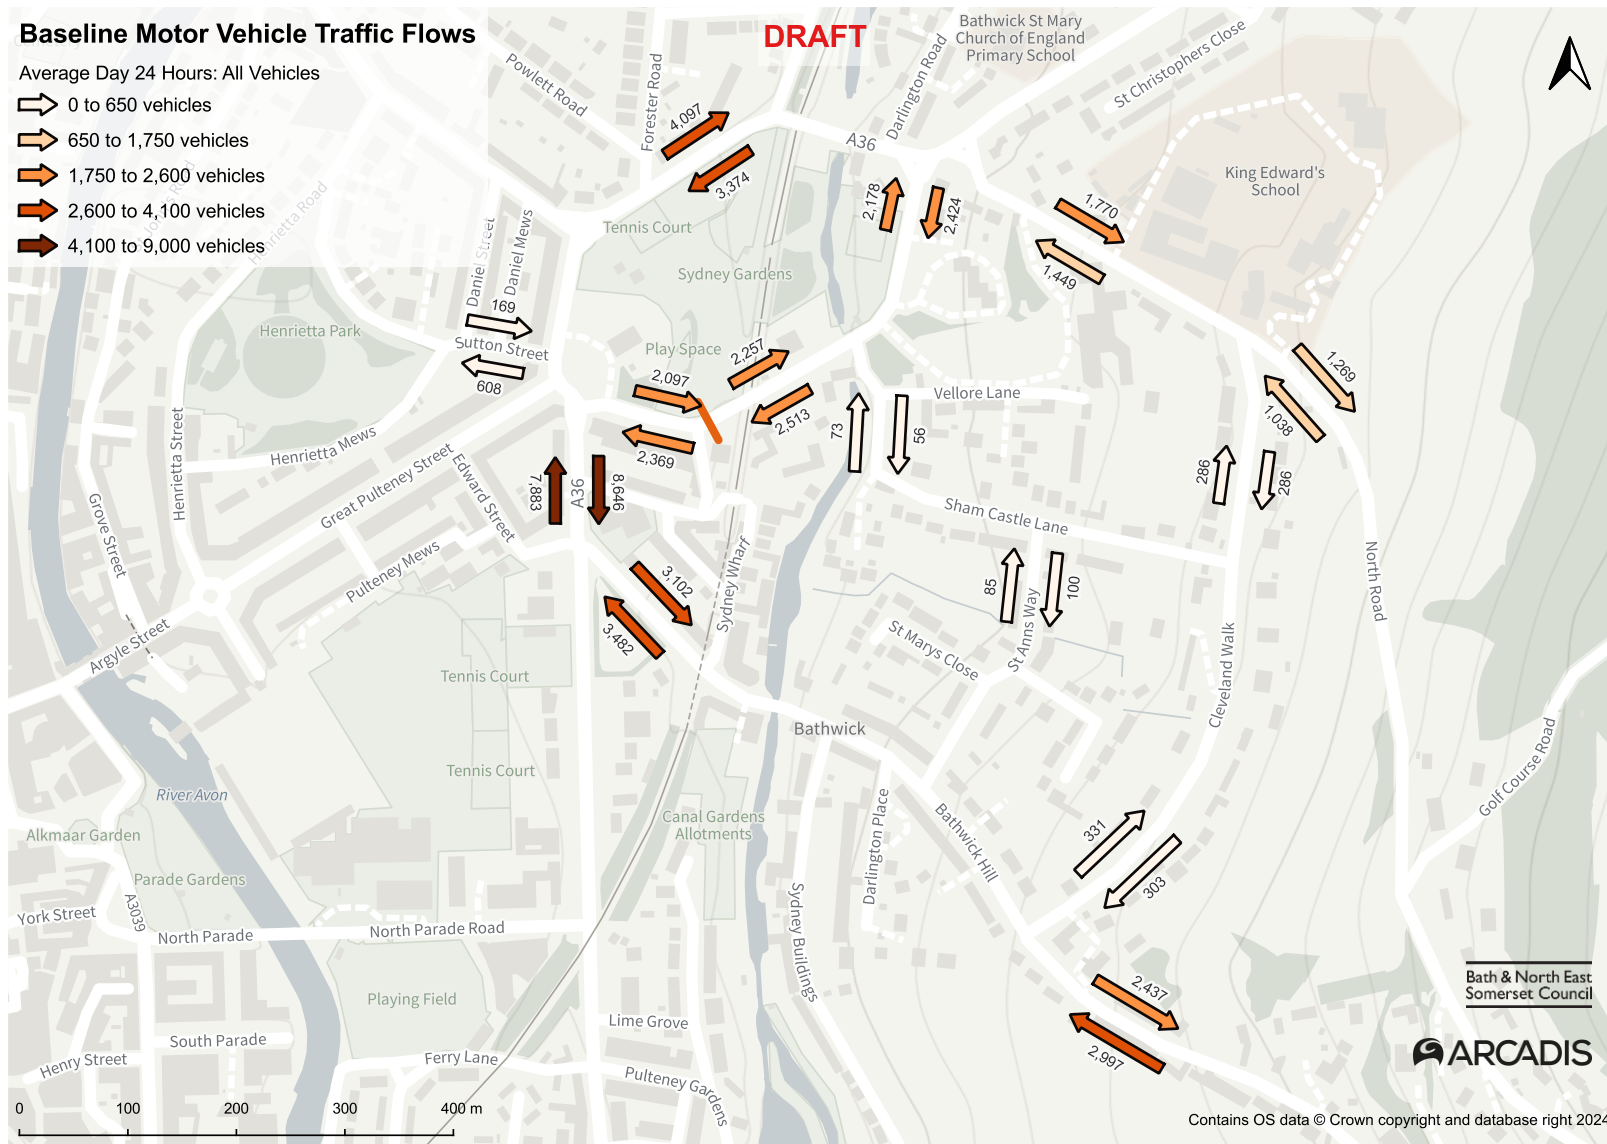 Baseline Motor Vehicle Traffic Flows
Average Day 24 Hours: All Vehicles
0 to 650 vehicles
650 to 1,750 vehicles
1,750 to 2,600 vehicles
2,600 to 4,100 vehicles
4,100 to 9,000 vehicles
DRAFT
Bathwick St Mary
Church of England
Primary School
St Christophers Close
Darlington Road
Powlett Road
Forester Road
4,097
3,374
A36
King Edward's
School
2,178
2,424
1,770
1,449
Henrietta Road
Daniel Street
Daniel Mews
Tennis Court
Sydney Gardens
Henrietta Park
169
Sutton Street
608
Play Space
2,257
2,097
2,513
2,369
Vellore Lane
73
56
1,269
1,038
Henrietta Street
Henrietta Mews
Great Pulteney Street
Edward Street
7,883
A36
8,646
286
286
Grove Street
Pulteney Mews
Sham Castle Lane
Sydney Wharf
3,102
3,482
85
100
North Road
Argyle Street
St Marys Close
St Anns Way
Cleveland Walk
Tennis Court
Bathwick
Tennis Court
River Avon
Golf Course Road
Alkmaar Garden
Canal Gardens
Allotments
Darlington Place
Bathwick Hill
331
303
Parade Gardens
York Street
A3039
North Parade
North Parade Road
Sydney Buildings
Playing Field
2,437
2,997
Lime Grove
South Parade
Henry Street
Ferry Lane
Pulteney Gardens
Bath & North East
Somerset Council
ARCADIS
0 100 200 300 400 m
Contains OS data © Crown copyright and database right 2024